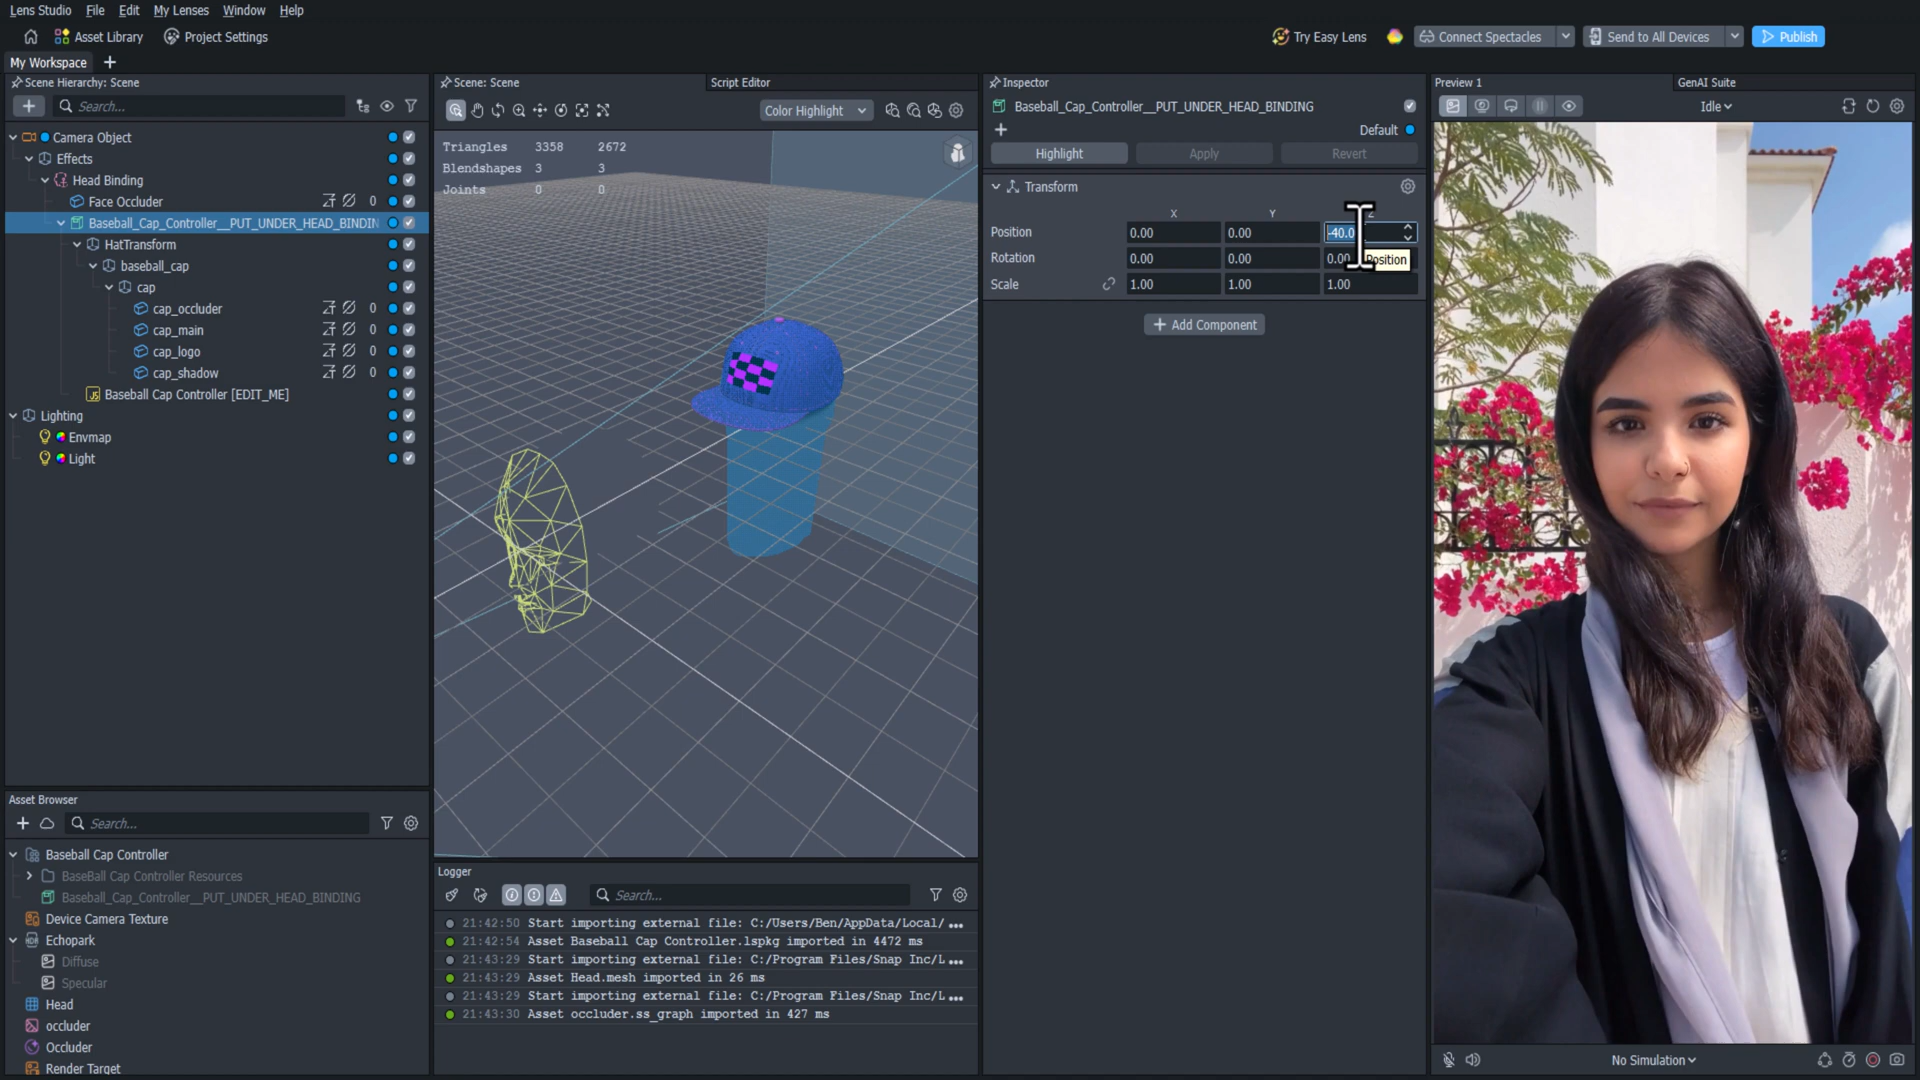 Lens Studio File Edit My Lenses Window Help
Asset Library Project Settings Try Easy Lens Connect Spectacles Send to All Devices Publish
My Workspace
Scene Hierarchy: Scene
Search...
Camera Object
Effects
Head Binding
Face Occluder 0
Baseball_Cap_Controller__PUT_UNDER_HEAD_BINDIN
HatTransform
baseball_cap
cap
cap_occluder 0
cap_main 0
cap_logo 0
cap_shadow 0
Baseball Cap Controller [EDIT_ME]
Lighting
Envmap
Light
Asset Browser
Search...
Baseball Cap Controller
BaseBall Cap Controller Resources
Baseball_Cap_Controller__PUT_UNDER_HEAD_BINDING
Device Camera Texture
Echopark
Diffuse
Specular
Head
occluder
Occluder
Render Target
Scene: Scene Script Editor
Color Highlight
Triangles 3358 2672
Blendshapes 3 3
Joints 0 0
Logger
Search...
21:42:50 Start importing external file: C:/Users/Ben/AppData/Local/ ...
21:42:54 Asset Baseball Cap Controller.lspkg imported in 4472 ms
21:43:29 Start importing external file: C:/Program Files/Snap Inc/L ...
21:43:29 Asset Head.mesh imported in 26 ms
21:43:29 Start importing external file: C:/Program Files/Snap Inc/L ...
21:43:30 Asset occluder.ss_graph imported in 427 ms
Inspector
Baseball_Cap_Controller__PUT_UNDER_HEAD_BINDING
Default
Highlight Apply Revert
Transform
X Y Z
Position 0.00 0.00 -40.0
Rotation 0.00 0.00 0.00
Position
Scale 1.00 1.00 1.00
Add Component
Preview 1 GenAI Suite
Idle
No Simulation